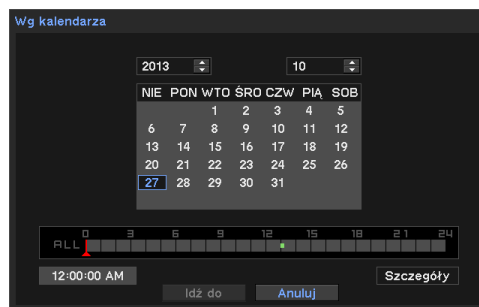 Wg kalendarza
2013 10
NIE PON WTO ŚRO CZW PIĄ SOB
1 2 3 4 5
6 7 8 9 10 11 12
13 14 15 16 17 18 19
20 21 22 23 24 25 26
27 28 29 30 31
0 3 6 9 12 15 18 21 24
ALL
12:00:00 AM Szczegóły
Idź do Anuluj